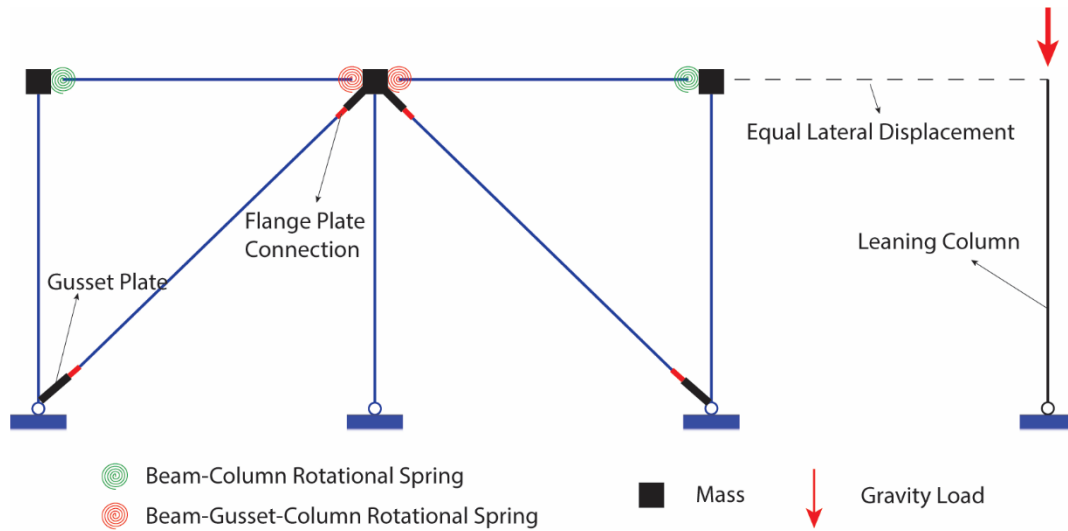 Equal Lateral Displacement
Flange Plate
Connection
Leaning Column
Gusset Plate
Beam-Column Rotational Spring
Beam-Gusset-Column Rotational Spring
Mass
Gravity Load